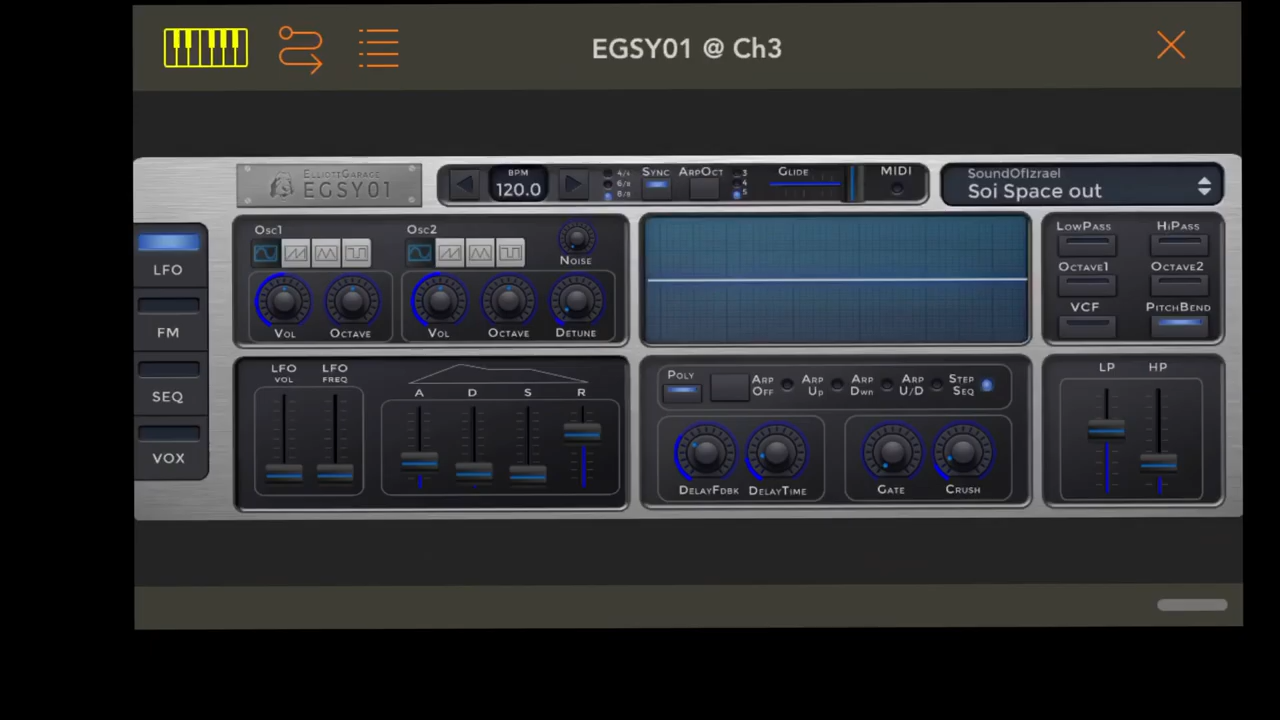 EGSY01 @ Ch3
ElliottGarage
EGSY01
BPM
120.0
4/4
6/8
8/8
Sync
ArpOct
3
4
5
Glide
MIDI
SoundOfIzrael
Soi Space out
LFO
FM
SEQ
VOX
Osc1
Osc2
Noise
Vol
Octave
Vol
Octave
Detune
LowPass
HiPass
Octave1
Octave2
VCF
PitchBend
LFO
Vol
LFO
Freq
A
D
S
R
Poly
Arp
Off
Arp
Up
Arp
Dwn
Arp
U/D
Step
Seq
DelayFdbk
DelayTime
Gate
Crush
LP
HP